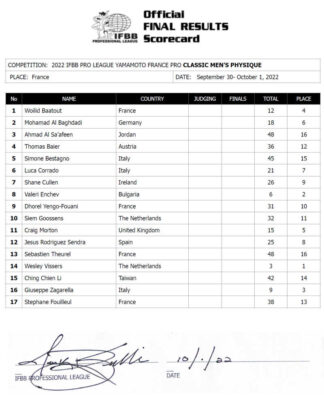 IFBB
PROFESSIONAL LEAGUE
Official
FINAL RESULTS
Scorecard
COMPETITION: 2022 IFBB PRO LEAGUE YAMAMOTO FRANCE PRO CLASSIC MEN'S PHYSIQUE
PLACE: France DATE: September 30- October 1, 2022
No NAME COUNTRY JUDGING FINALS TOTAL PLACE
1 Woilid Baatout France 12 4
2 Mohamad Al Baghdadi Germany 18 6
3 Ahmad Al Sa'afeen Jordan 48 16
4 Thomas Baier Austria 36 12
5 Simone Bestagno Italy 45 15
6 Luca Corrado Italy 21 7
7 Shane Cullen Ireland 26 9
8 Valeri Enchev Bulgaria 6 2
9 Dhorel Yengo-Fouani France 31 10
10 Siem Goossens The Netherlands 32 11
11 Craig Morton United Kingdom 15 5
12 Jesus Rodriguez Sendra Spain 25 8
13 Sebastien Theurel France 48 16
14 Wesley Vissers The Netherlands 3 1
15 Ching Chien Li Taiwan 42 14
16 Giuseppe Zagarella Italy 9 3
17 Stephane Fouilleul France 38 13
10/1/22
IFBB PROFESSIONAL LEAGUE DATE